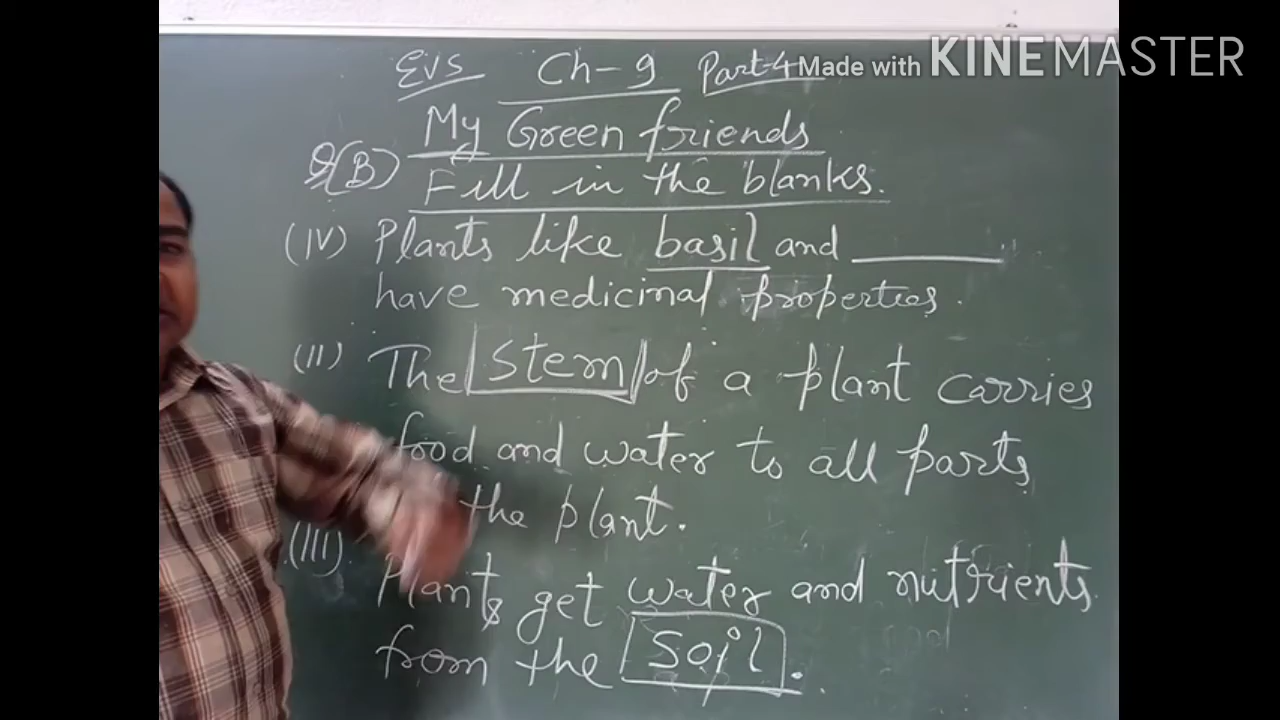 Made with KINEMASTER
EVS Ch-9 Part-4
My Green friends
Q(B) Fill in the blanks.
(IV) Plants like basil and ______
have medicinal properties.
(II) The Stem of a plant carries
food and water to all parts
the plant.
(III) Plants get water and nutrients
from the Soil.